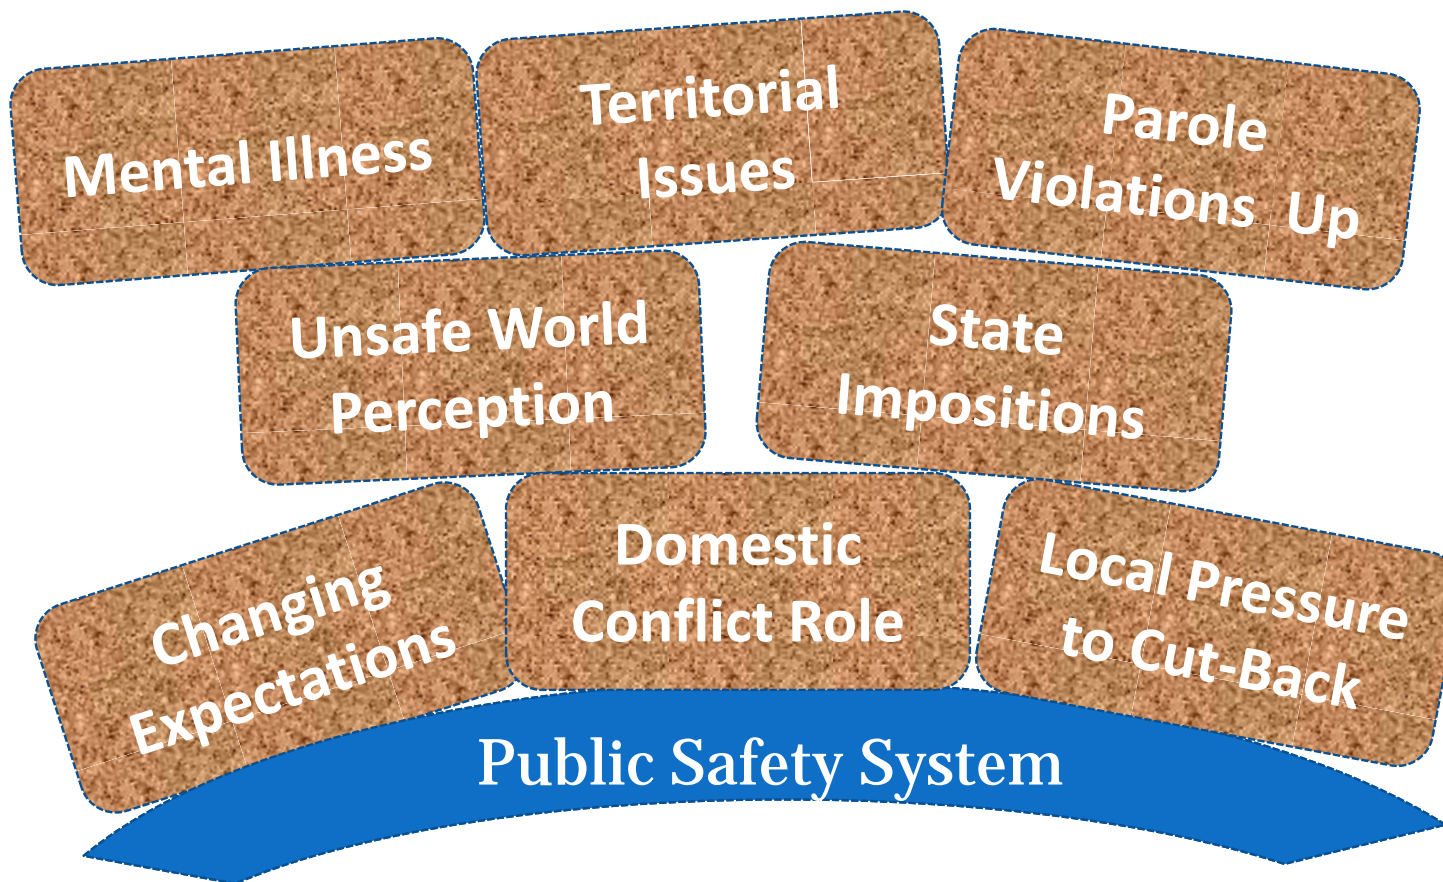 Mental Illness
Territorial
Issues
Parole
Violations  Up
Unsafe World
Perception
State
Impositions
Changing
Expectations
Domestic
Conflict Role
Local Pressure
to Cut-Back
Public Safety System